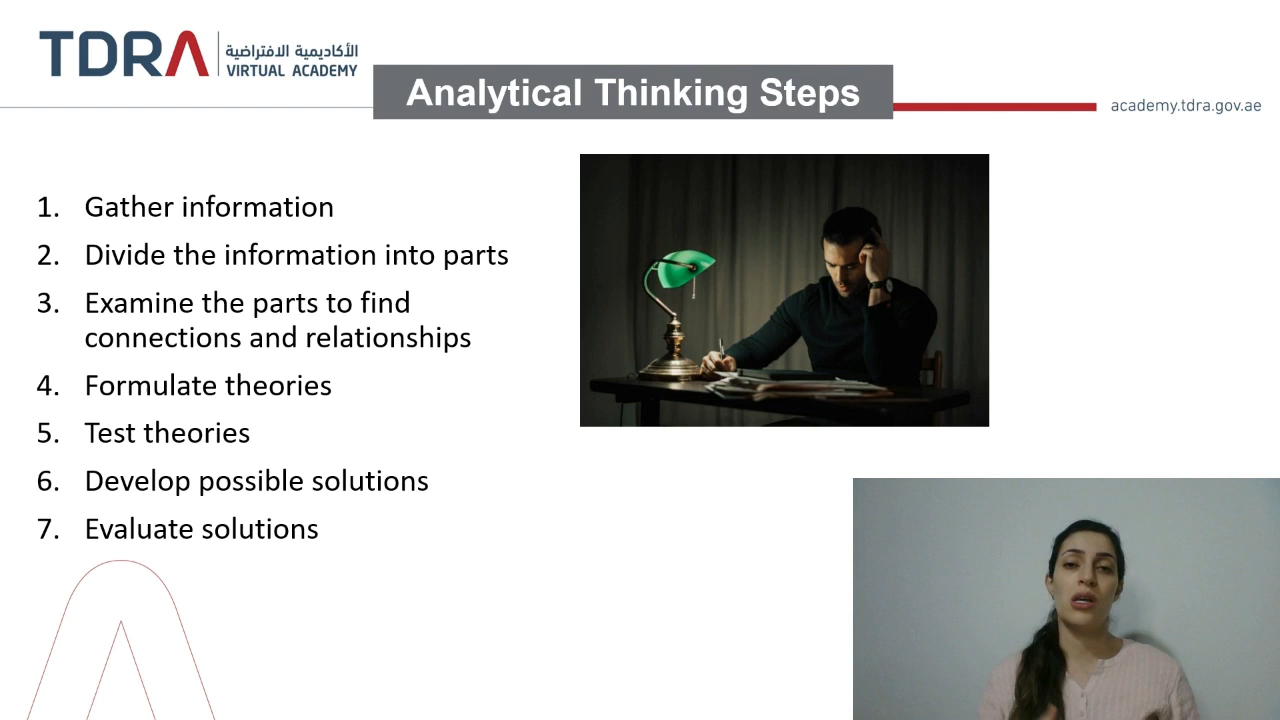 TDRA
الأكاديمية الافتراضية
VIRTUAL ACADEMY
Analytical Thinking Steps
academy.tdra.gov.ae
1. Gather information
2. Divide the information into parts
3. Examine the parts to find
connections and relationships
4. Formulate theories
5. Test theories
6. Develop possible solutions
7. Evaluate solutions